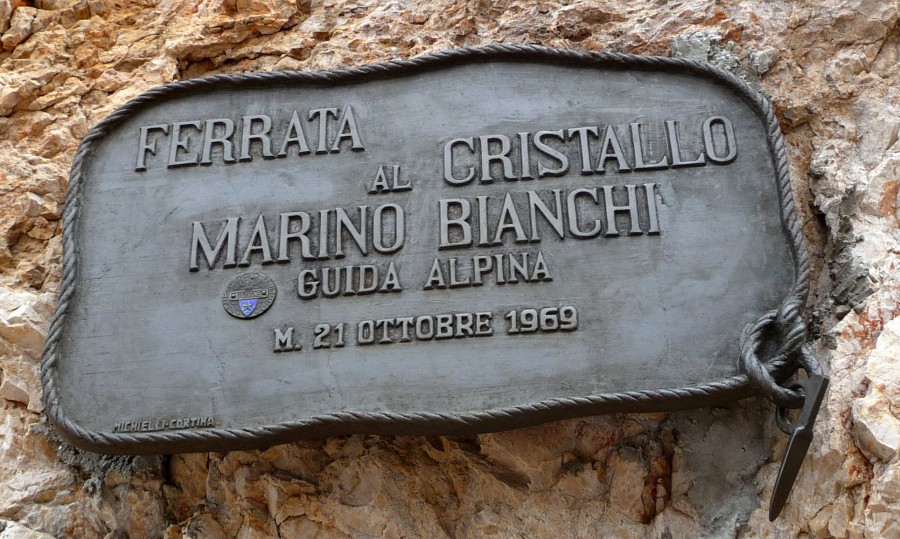 FERRATA
AL CRISTALLO
MARINO BIANCHI
GUIDA ALPINA
M. 21 OTTOBRE 1969
MICHIELLI-CORTINA